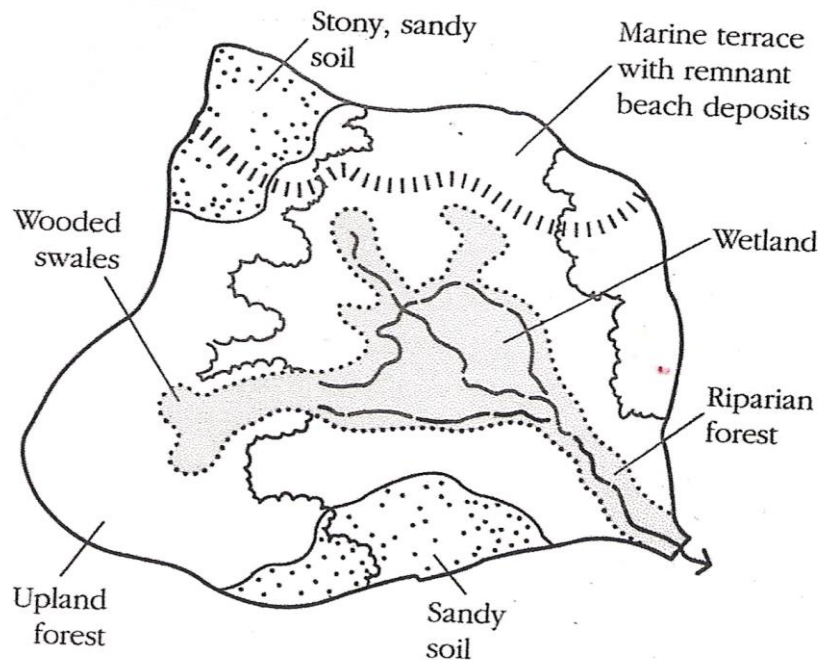 Stony, sandy
soil
Marine terrace
with remnant
beach deposits
Wooded
swales
Wetland
Riparian
forest
Upland
forest
Sandy
soil